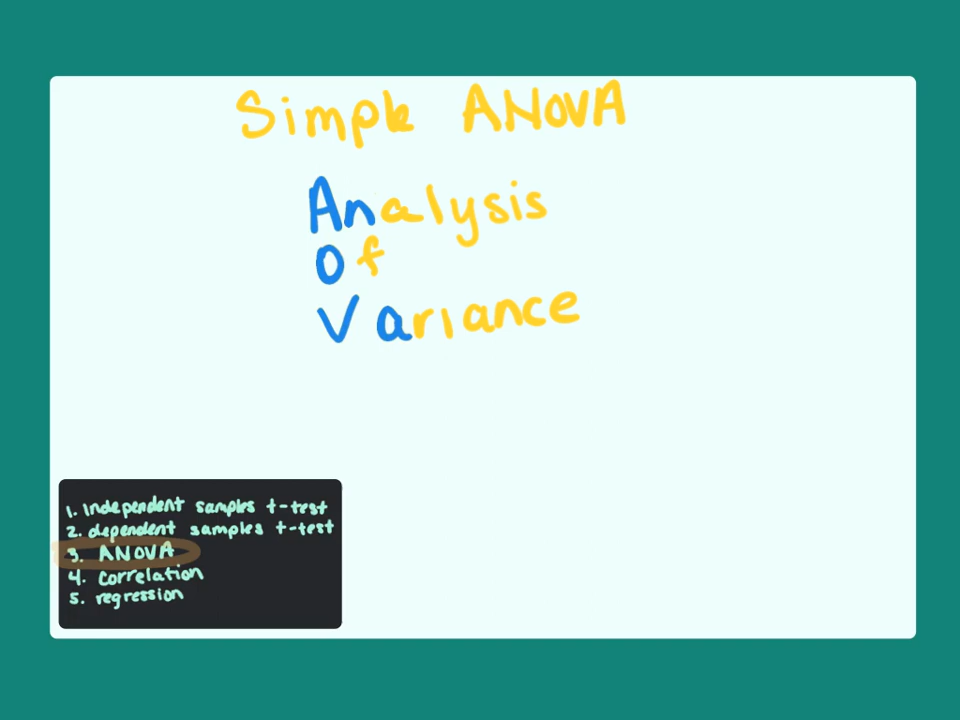 Simple ANOVA
Analysis
Of
Variance
1. Independent samples t-test
2. dependent samples t-test
3. ANOVA
4. correlation
5. regression